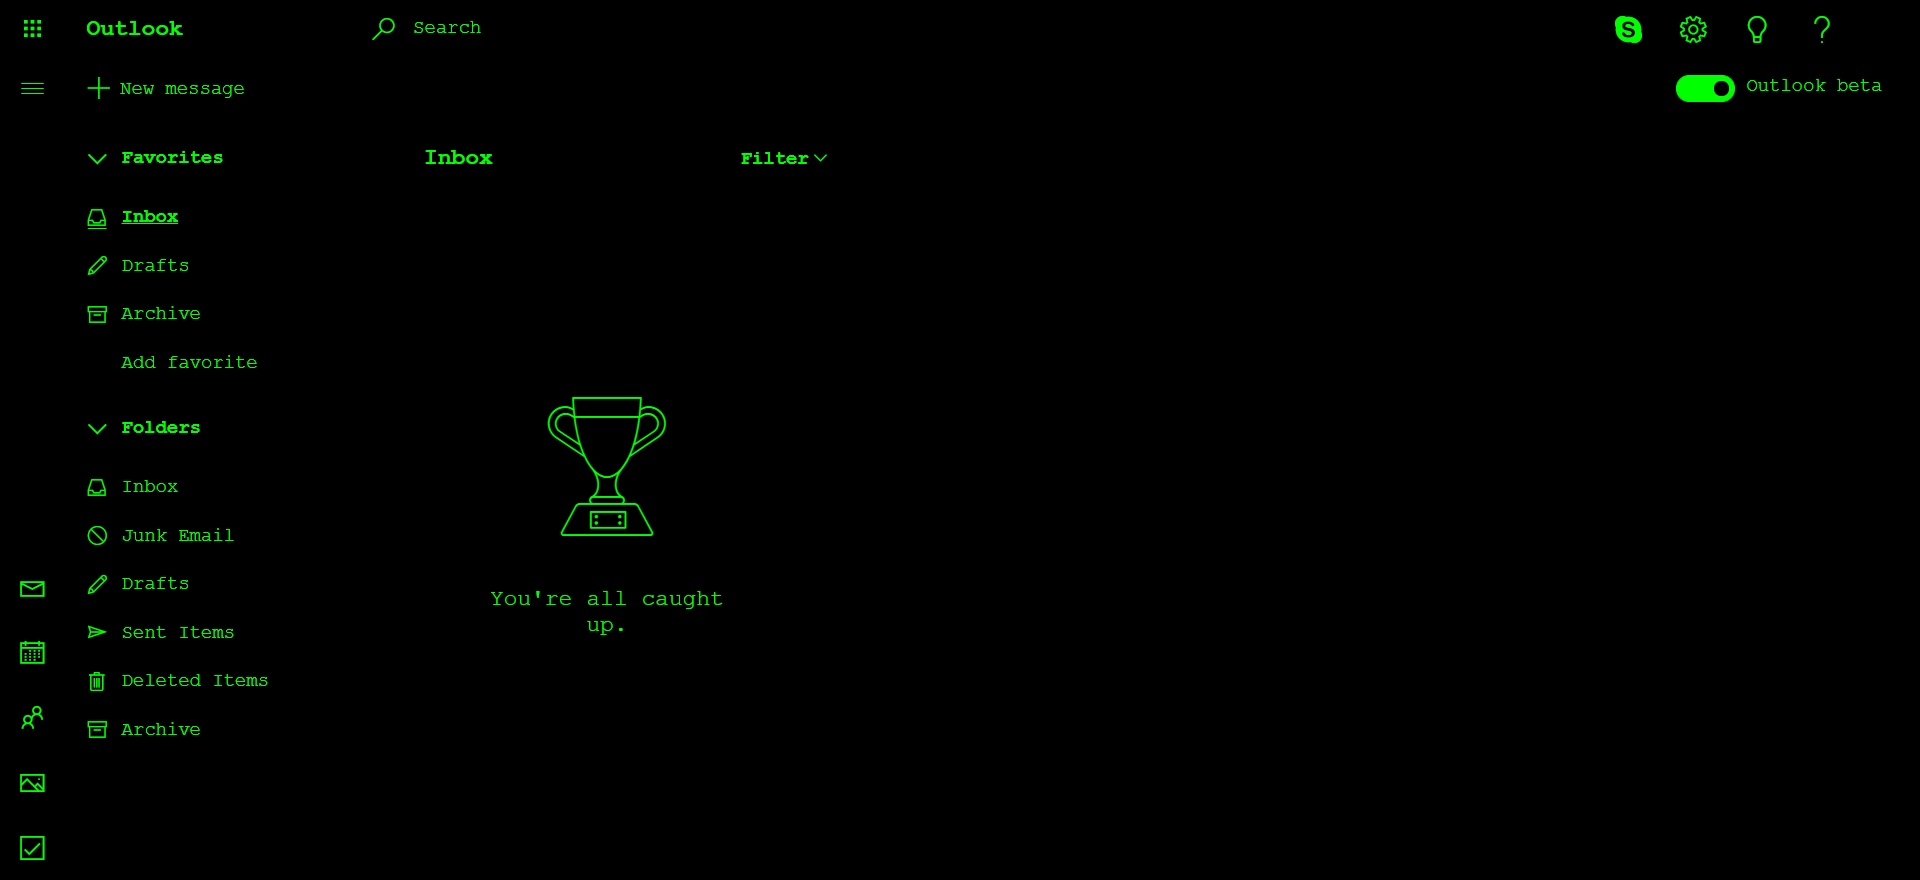 Outlook
Search
New message
Outlook beta
Favorites
Inbox
Drafts
Archive
Add favorite
Folders
Inbox
Junk Email
Drafts
Sent Items
Deleted Items
Archive
Inbox
Filter
You're all caught
up.